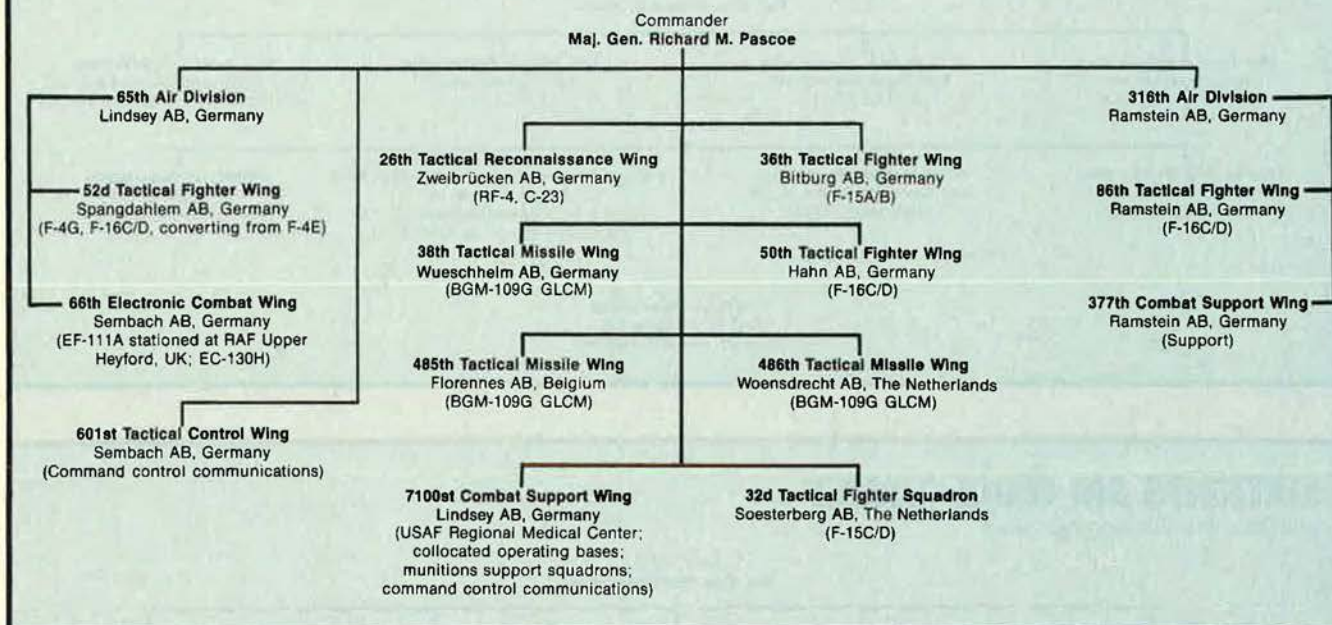 Commander
Maj. Gen. Richard M. Pascoe
65th Air Division
Lindsey AB, Germany
316th Air Division
Ramstein AB, Germany
26th Tactical Reconnaissance Wing
Zweibrücken AB, Germany
(RF-4, C-23)
36th Tactical Fighter Wing
Bitburg AB, Germany
(F-15A/B)
52d Tactical Fighter Wing
Spangdahlem AB, Germany
(F-4G, F-16C/D, converting from F-4E)
86th Tactical Fighter Wing
Ramstein AB, Germany
(F-16C/D)
38th Tactical Missile Wing
Wueschheim AB, Germany
(BGM-109G GLCM)
50th Tactical Fighter Wing
Hahn AB, Germany
(F-16C/D)
66th Electronic Combat Wing
Sembach AB, Germany
(EF-111A stationed at RAF Upper
Heyford, UK; EC-130H)
377th Combat Support Wing
Ramstein AB, Germany
(Support)
485th Tactical Missile Wing
Florennes AB, Belgium
(BGM-109G GLCM)
486th Tactical Missile Wing
Woensdrecht AB, The Netherlands
(BGM-109G GLCM)
601st Tactical Control Wing
Sembach AB, Germany
(Command control communications)
7100st Combat Support Wing
Lindsey AB, Germany
(USAF Regional Medical Center;
collocated operating bases;
munitions support squadrons;
command control communications)
32d Tactical Fighter Squadron
Soesterberg AB, The Netherlands
(F-15C/D)